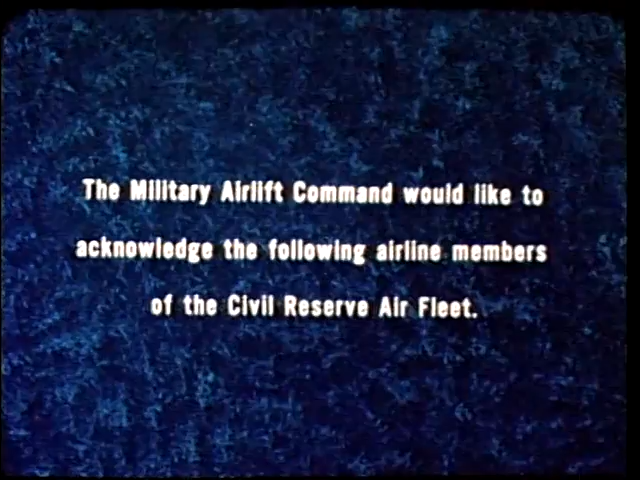 The Military Airlift Command would like to
acknowledge the following airline members
of the Civil Reserve Air Fleet.